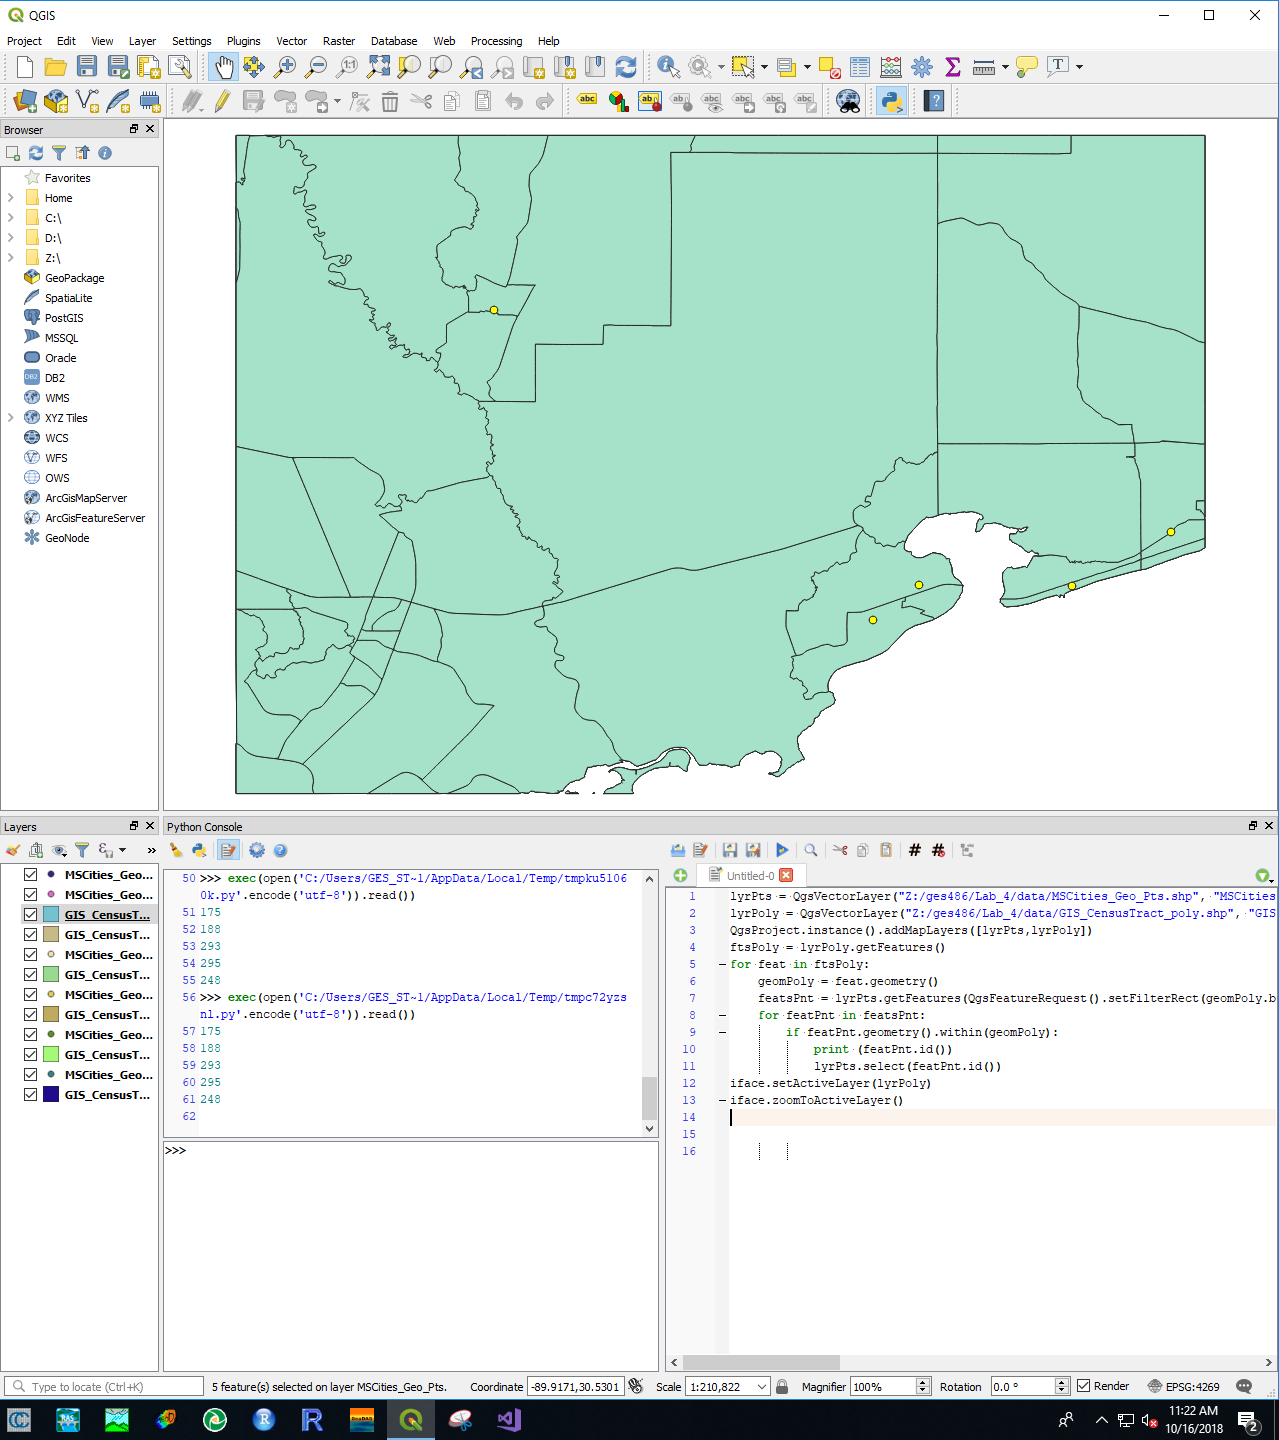 QGIS
Project Edit View Layer Settings Plugins Vector Raster Database Web Processing Help
Browser
Favorites
Home
C:\
D:\
Z:\
GeoPackage
SpatiaLite
PostGIS
MSSQL
Oracle
DB2
WMS
XYZ Tiles
WCS
WFS
OWS
ArcGisMapServer
ArcGisFeatureServer
GeoNode
Layers
MSCities_Geo...
MSCities_Geo...
GIS_CensusT...
GIS_CensusT...
MSCities_Geo...
GIS_CensusT...
MSCities_Geo...
GIS_CensusT...
MSCities_Geo...
GIS_CensusT...
MSCities_Geo...
GIS_CensusT...
Python Console
50 >>> exec(open('C:/Users/GES_ST~1/AppData/Local/Temp/tmpku5106
0k.py'.encode('utf-8')).read())
51 175
52 188
53 293
54 295
55 248
56 >>> exec(open('C:/Users/GES_ST~1/AppData/Local/Temp/tmpc72yzs
nl.py'.encode('utf-8')).read())
57 175
58 188
59 293
60 295
61 248
62
>>>
Untitled-0
1 lyrPts = QgsVectorLayer("Z:/ges486/Lab_4/data/MSCities_Geo_Pts.shp", "MSCities
2 lyrPoly = QgsVectorLayer("Z:/ges486/Lab_4/data/GIS_CensusTract_poly.shp", "GIS
3 QgsProject.instance().addMapLayers([lyrPts,lyrPoly])
4 ftsPoly = lyrPoly.getFeatures()
5 for feat in ftsPoly:
6 geomPoly = feat.geometry()
7 featsPnt = lyrPts.getFeatures(QgsFeatureRequest().setFilterRect(geomPoly.b
8 for featPnt in featsPnt:
9 if featPnt.geometry().within(geomPoly):
10 print (featPnt.id())
11 lyrPts.select(featPnt.id())
12 iface.setActiveLayer(lyrPoly)
13 iface.zoomToActiveLayer()
14
15
16
Type to locate (Ctrl+K) 5 feature(s) selected on layer MSCities_Geo_Pts. Coordinate -89.9171,30.5301 Scale 1:210,822 Magnifier 100% Rotation 0.0 ° Render EPSG:4269
11:22 AM
10/16/2018
2